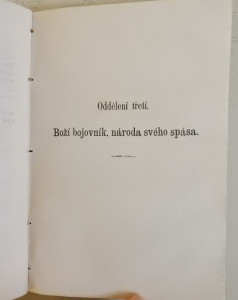 Oddělení třetí.
Boží bojovník, národa svého spása.